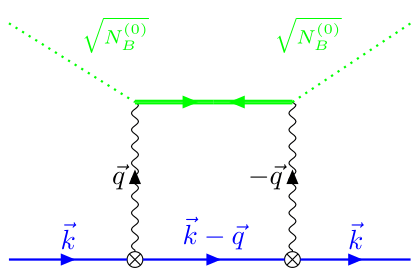 √N_B^(0) √N_B^(0)
q⃗ −q⃗
k⃗ k⃗ − q⃗ k⃗